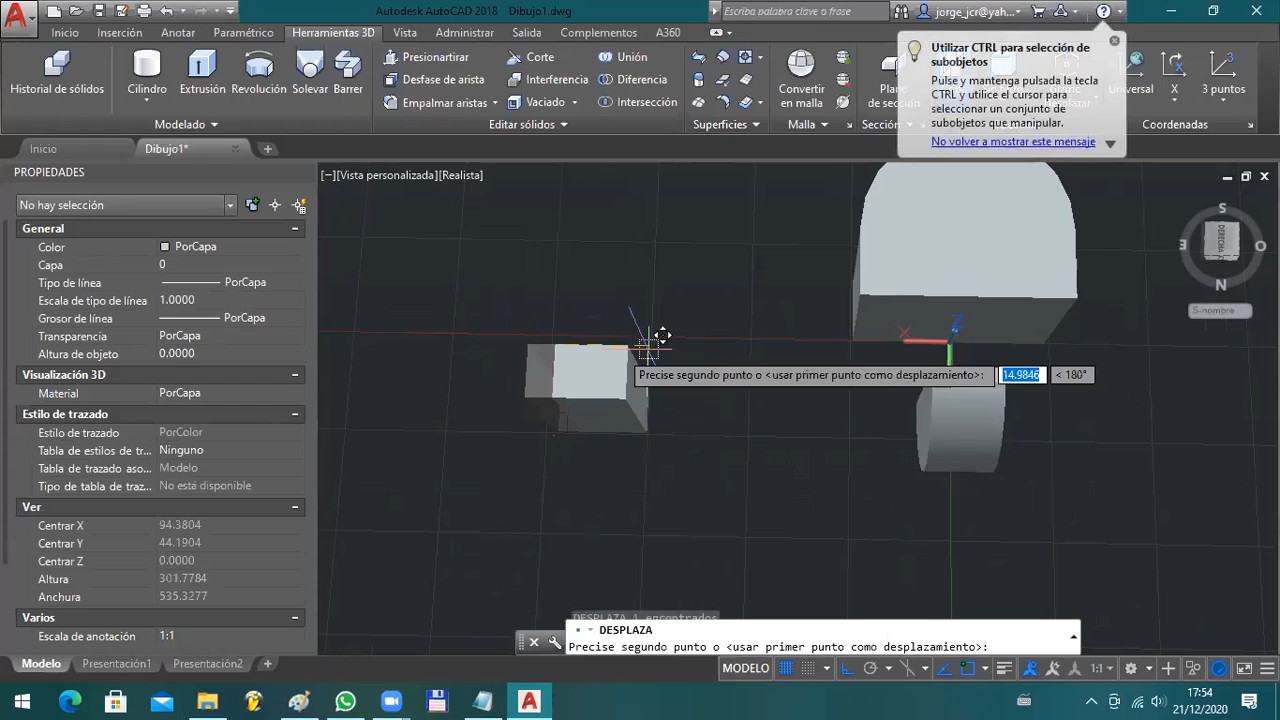 Autodesk AutoCAD 2018 Dibujo1.dwg
Escriba palabra clave o frase
jorge_jcr@yah...
Inicio Inserción Anotar Paramétrico Herramientas 3D Vista Administrar Salida Complementos A360
Historial de sólidos
Cilindro
Extrusión
Revolución
Solevar
Barrer
Modelado
Presionartirar
Desfase de arista
Empalmar aristas
Corte
Interferencia
Vaciado
Unión
Diferencia
Intersección
Editar sólidos
Superficies
Convertir
en malla
Malla
Plano
de sección
Sección
Gizmo
Desplazar
Universal
X
3 puntos
Coordenadas
Utilizar CTRL para selección de
subobjetos
Pulse y mantenga pulsada la tecla
CTRL y utilice el cursor para
seleccionar un conjunto de
subobjetos que manipular.
No volver a mostrar este mensaje
Inicio
Dibujo1*
PROPIEDADES
No hay selección
General
Color PorCapa
Capa 0
Tipo de línea PorCapa
Escala de tipo de línea 1.0000
Grosor de línea PorCapa
Transparencia PorCapa
Altura de objeto 0.0000
Visualización 3D
Material PorCapa
Estilo de trazado
Estilo de trazado PorColor
Tabla de estilos de tr... Ninguno
Tabla de trazado aso... Modelo
Tipo de tabla de traz... No está disponible
Ver
Centrar X 94.3804
Centrar Y 44.1904
Centrar Z 0.0000
Altura 301.7784
Anchura 535.3277
Varios
Escala de anotación 1:1
[−][Vista personalizada][Realista]
S
E
O
N
DERECHA
S-nombre
X
Z
Precise segundo punto o <usar primer punto como desplazamiento>: 14.9846 < 180°
DESPLAZA 1 encontrados
DESPLAZA
Precise segundo punto o <usar primer punto como desplazamiento>:
Modelo Presentación1 Presentación2
MODELO
1:1
17:54
21/12/2020